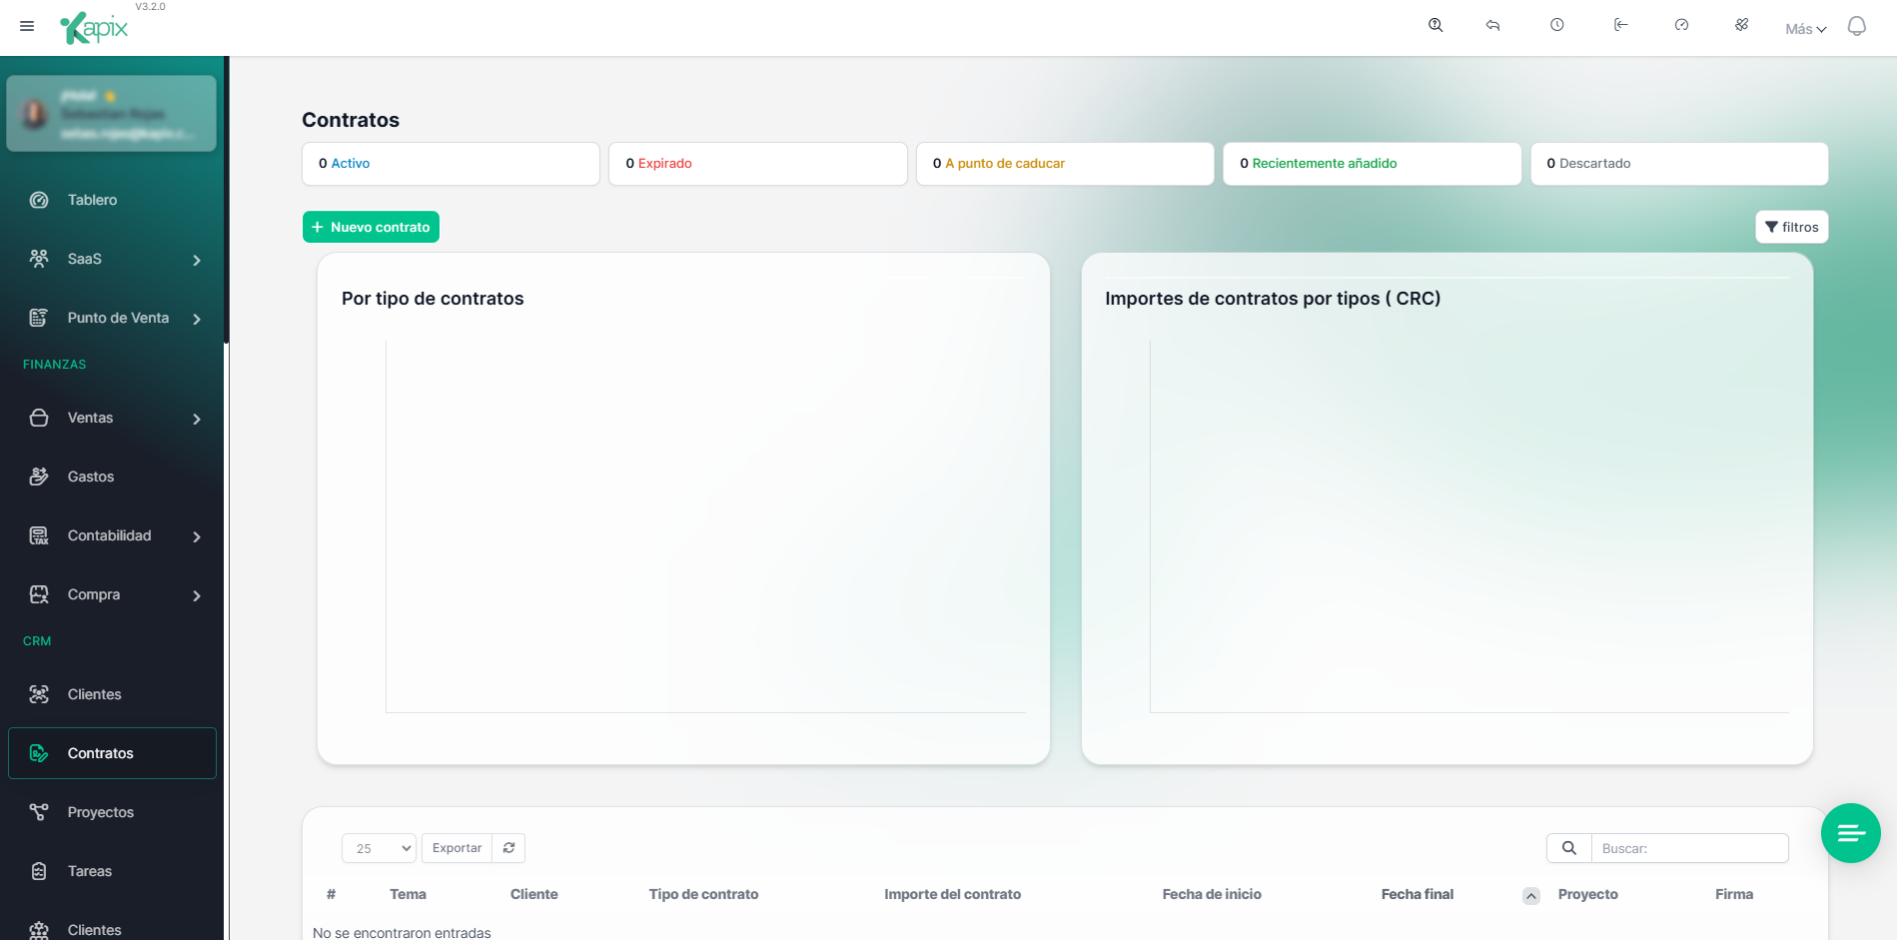 V3.2.0
Kapix
Más
Tablero
SaaS
Punto de Venta
FINANZAS
Ventas
Gastos
Contabilidad
TAX
Compra
CRM
Clientes
Contratos
Proyectos
Tareas
Clientes
Contratos
0 Activo
0 Expirado
0 A punto de caducar
0 Recientemente añadido
0 Descartado
+ Nuevo contrato
filtros
Por tipo de contratos
Importes de contratos por tipos ( CRC)
25
Exportar
Buscar:
# Tema Cliente Tipo de contrato Importe del contrato Fecha de inicio Fecha final Proyecto Firma
No se encontraron entradas